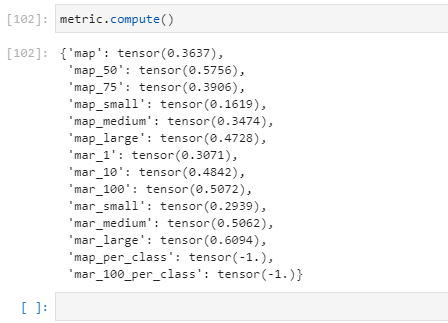 [102]: metric.compute()
[102]: {'map': tensor(0.3637),
'map_50': tensor(0.5756),
'map_75': tensor(0.3906),
'map_small': tensor(0.1619),
'map_medium': tensor(0.3474),
'map_large': tensor(0.4728),
'mar_1': tensor(0.3071),
'mar_10': tensor(0.4842),
'mar_100': tensor(0.5072),
'mar_small': tensor(0.2939),
'mar_medium': tensor(0.5062),
'mar_large': tensor(0.6094),
'map_per_class': tensor(-1.),
'mar_100_per_class': tensor(-1.)}
[ ]: